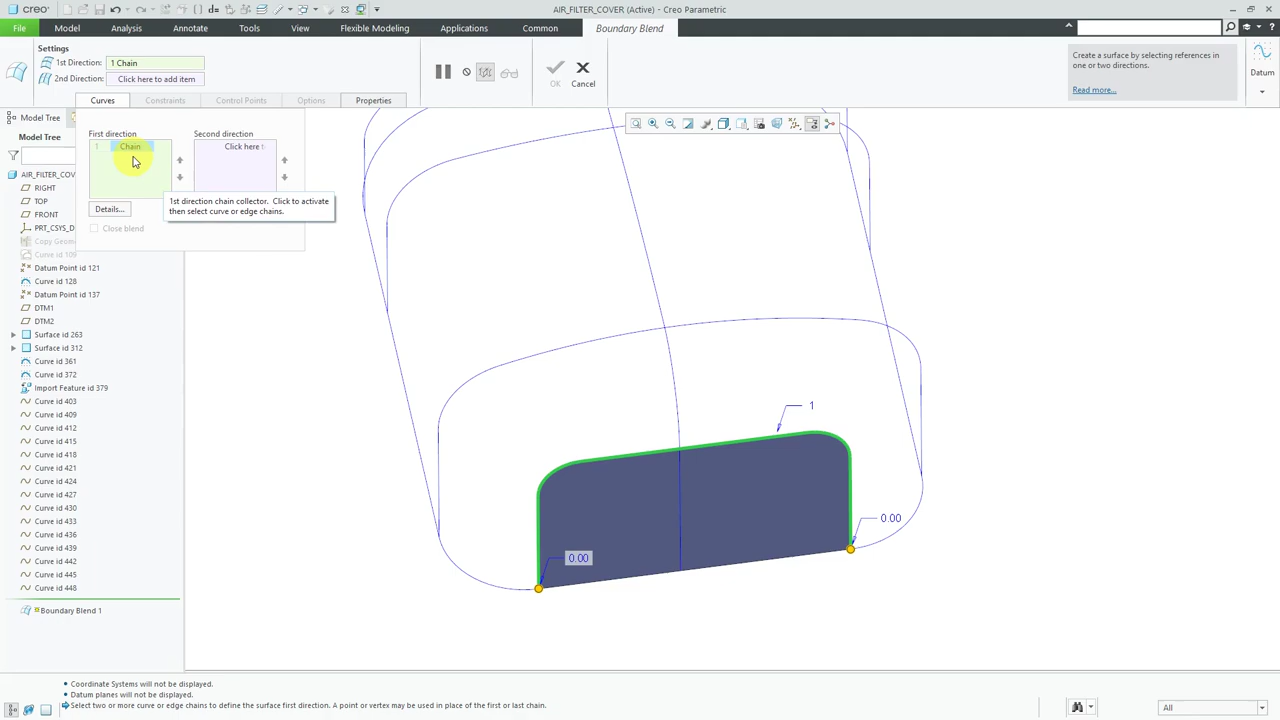 creo
AIR_FILTER_COVER (Active) - Creo Parametric
File
Model
Analysis
Annotate
Tools
View
Flexible Modeling
Applications
Common
Boundary Blend
Settings
1st Direction:
1 Chain
2nd Direction:
Click here to add item
OK
Cancel
Create a surface by selecting references in
one or two directions.
Read more...
Datum
Curves
Constraints
Control Points
Options
Properties
Model Tree
First direction
Second direction
1 Chain
Click here t
1st direction chain collector. Click to activate
then select curve or edge chains.
Details...
Close blend
AIR_FILTER_COV
RIGHT
TOP
FRONT
PRT_CSYS_D
Copy Geom
Curve id 109
Datum Point id 121
Curve id 128
Datum Point id 137
DTM1
DTM2
Surface id 263
Surface id 312
Curve id 361
Curve id 372
Import Feature id 379
Curve id 403
Curve id 409
Curve id 412
Curve id 415
Curve id 418
Curve id 421
Curve id 424
Curve id 427
Curve id 430
Curve id 433
Curve id 436
Curve id 439
Curve id 442
Curve id 445
Curve id 448
Boundary Blend 1
1
0.00
0.00
Coordinate Systems will not be displayed.
Datum planes will not be displayed.
Select two or more curve or edge chains to define the surface first direction. A point or vertex may be used in place of the first or last chain.
All